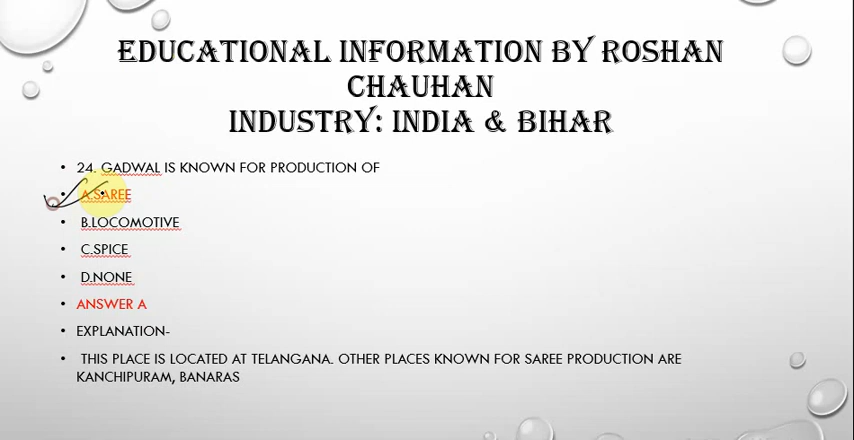 EDUCATIONAL INFORMATION BY ROSHAN
CHAUHAN
INDUSTRY: INDIA & BIHAR
• 24. GADWAL IS KNOWN FOR PRODUCTION OF
• A.SAREE
• B.LOCOMOTIVE
• C.SPICE
• D.NONE
• ANSWER A
• EXPLANATION-
• THIS PLACE IS LOCATED AT TELANGANA. OTHER PLACES KNOWN FOR SAREE PRODUCTION ARE
KANCHIPURAM, BANARAS